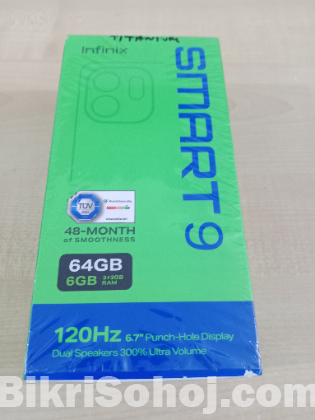 TITANIUM
Infinix
SMART 9
TÜV
48-MONTH
of SMOOTHNESS
64GB
6GB 3+3GB RAM
120Hz 6.7" Punch-Hole Display
Dual Speakers 300% Ultra Volume
BikriSohoj.com